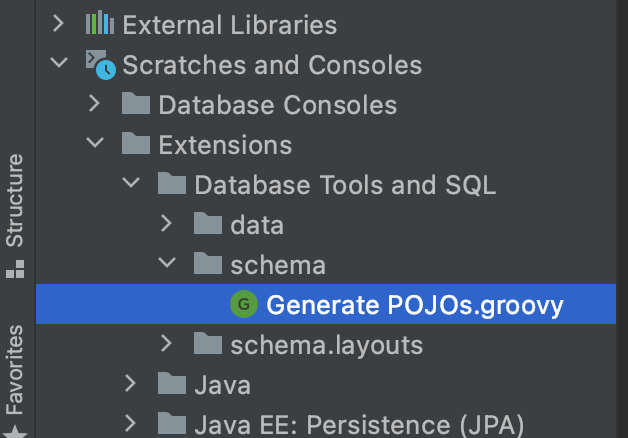 External Libraries
Scratches and Consoles
Database Consoles
Extensions
Database Tools and SQL
data
schema
G Generate POJOs.groovy
schema.layouts
Java
Java EE: Persistence (JPA)
Structure
Favorites